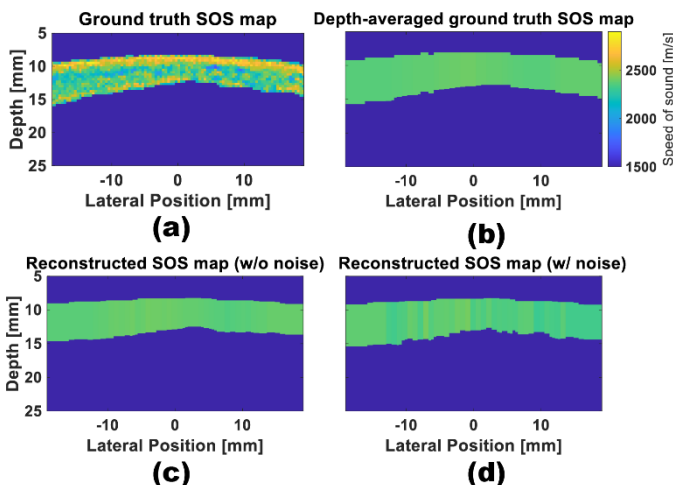 Ground truth SOS map
Depth-averaged ground truth SOS map
5
10
15
20
25
Depth [mm]
-10 0 10
Lateral Position [mm]
(a)
-10 0 10
Lateral Position [mm]
(b)
2500
2000
1500
Speed of sound [m/s]
Reconstructed SOS map (w/o noise)
Reconstructed SOS map (w/ noise)
5
10
15
20
25
Depth [mm]
-10 0 10
Lateral Position [mm]
(c)
-10 0 10
Lateral Position [mm]
(d)